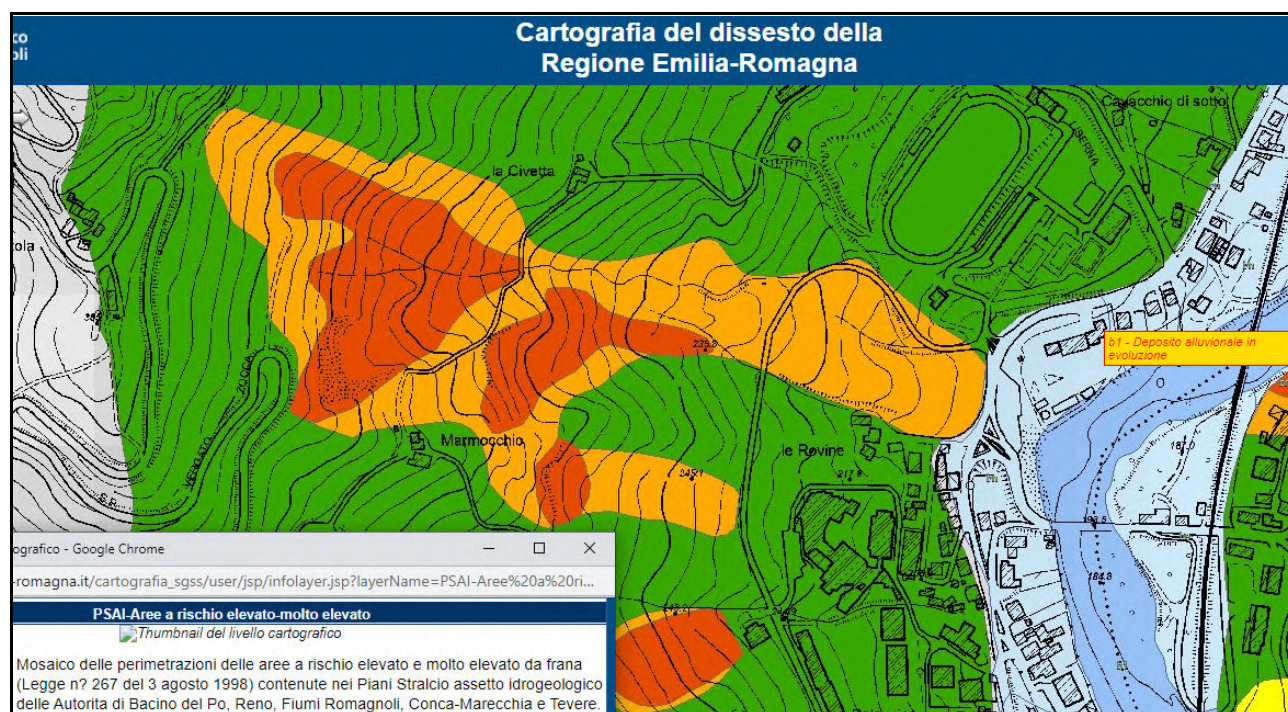 co
oli
Cartografia del dissesto della
Regione Emilia-Romagna
Cavacchio di sotto
la Civetta
SERNA
b1 - Deposito alluvionale in
evoluzione
Marmocchio
le Rovine
217.8
S.P.
ZOCCA
ografico - Google Chrome
-romagna.it/cartografia_sgss/user/jsp/infolayer.jsp?layerName=PSAI-Aree%20a%20ri...
PSAI-Aree a rischio elevato-molto elevato
Thumbnail del livello cartografico
Mosaico delle perimetrazioni delle aree a rischio elevato e molto elevato da frana
(Legge n? 267 del 3 agosto 1998) contenute nei Piani Stralcio assetto idrogeologico
delle Autorita di Bacino del Po, Reno, Fiumi Romagnoli, Conca-Marecchia e Tevere.